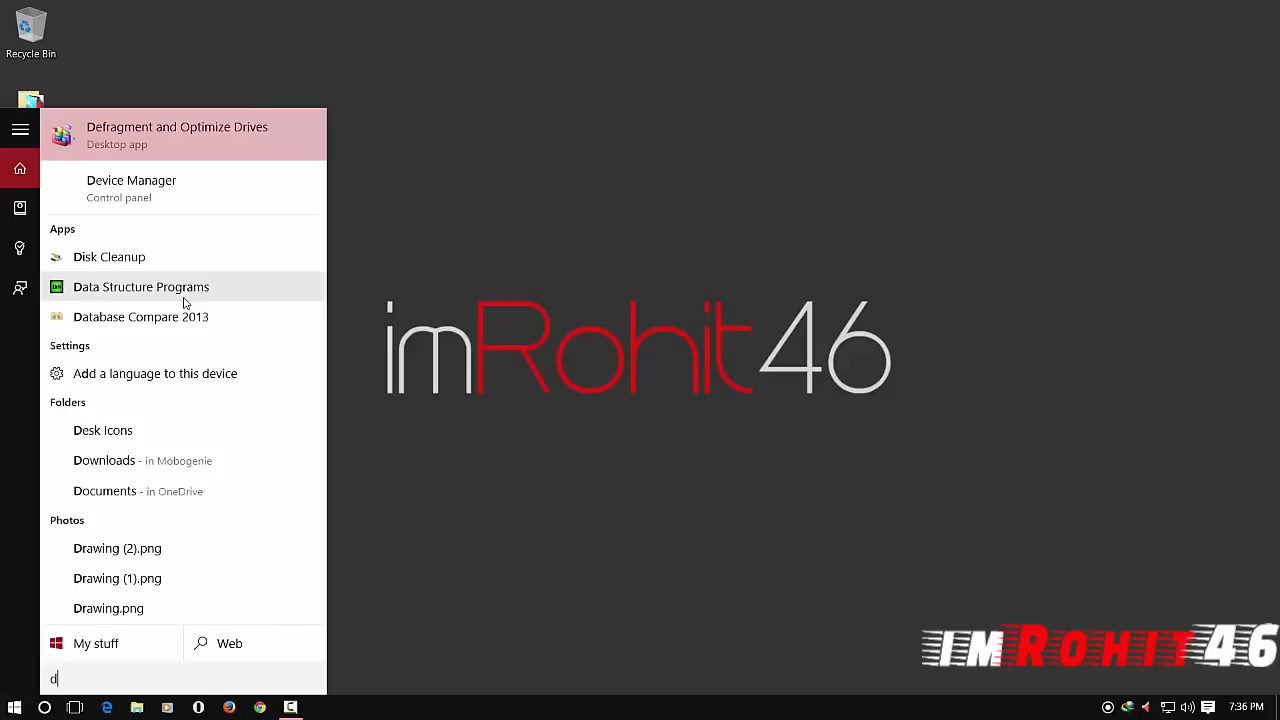 Recycle Bin
Defragment and Optimize Drives
Desktop app
Device Manager
Control panel
Apps
Disk Cleanup
Data Structure Programs
Database Compare 2013
Settings
Add a language to this device
Folders
Desk Icons
Downloads - in Mobogenie
Documents - in OneDrive
Photos
Drawing (2).png
Drawing (1).png
Drawing.png
My stuff
Web
d
imRohit46
imRohit46
7:36 PM